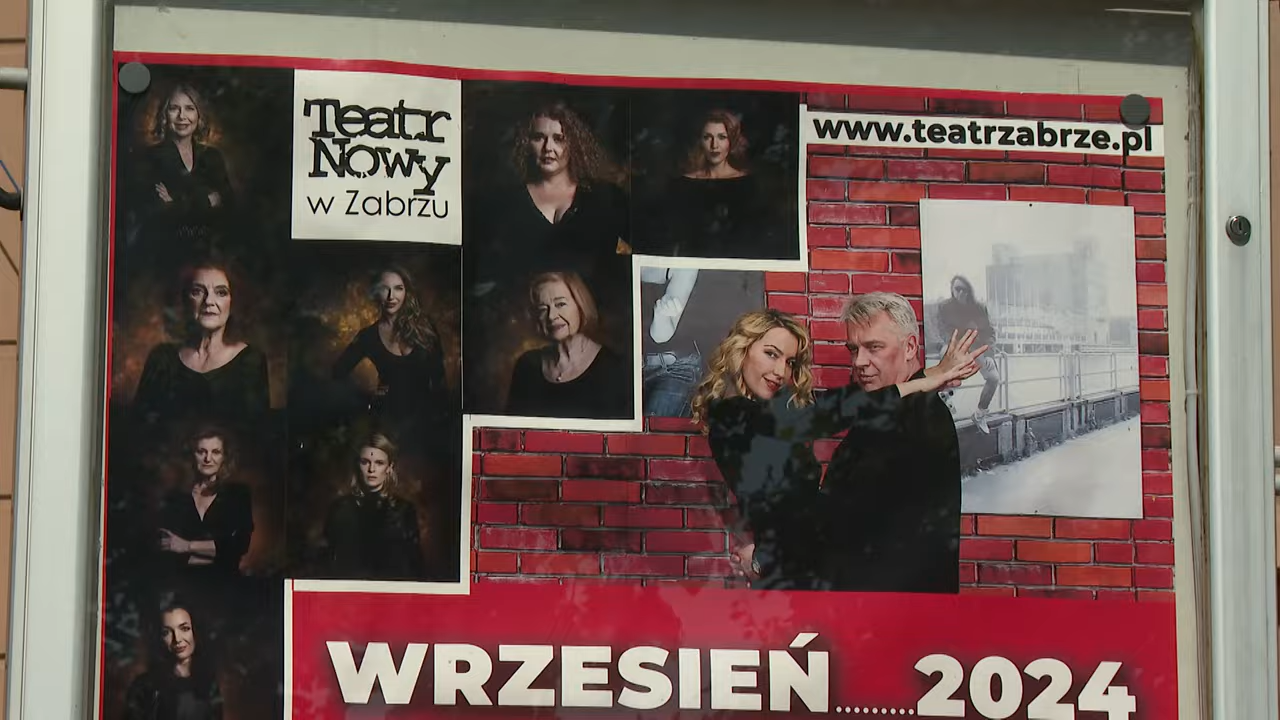 Teatr
Nowy
w Zabrzu
www.teatrzabrze.pl
WRZESIEŃ.........2024